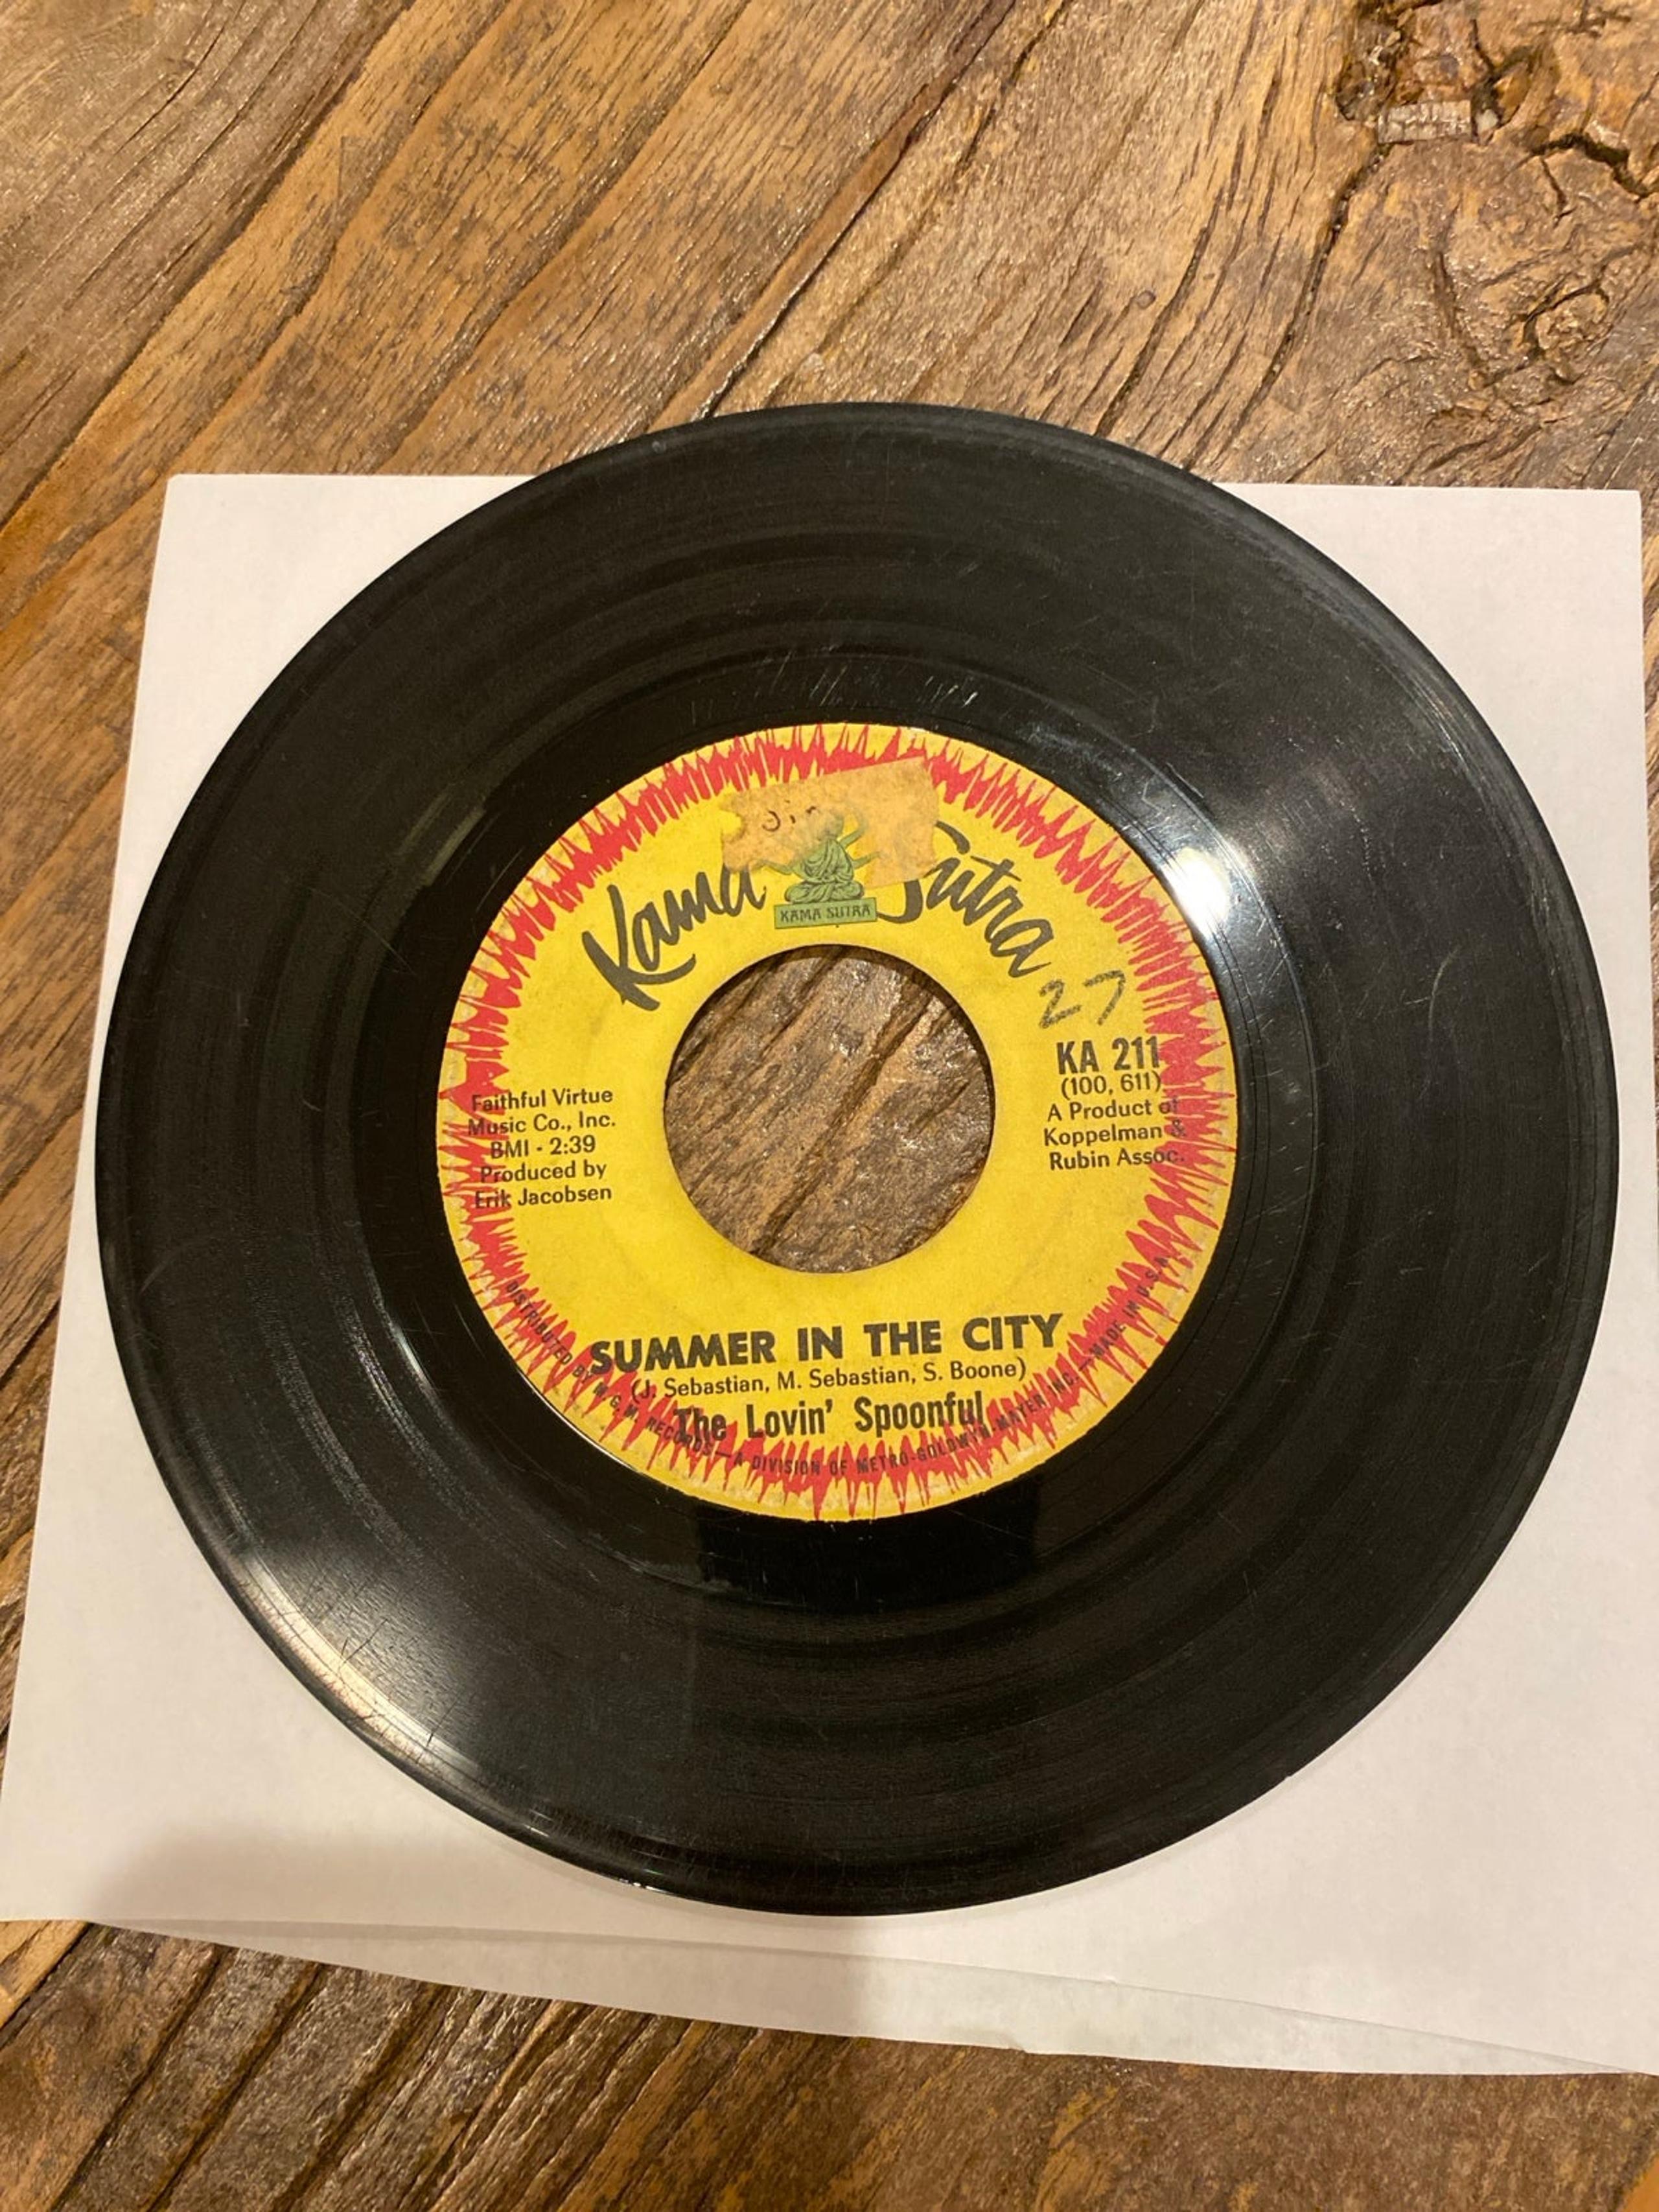 Kama Sutra
KAMA SUTRA
27
KA 211
(100, 611)
A Product of
Koppelman &
Rubin Assoc.
Faithful Virtue
Music Co., Inc.
BMI - 2:39
Produced by
Erik Jacobsen
SUMMER IN THE CITY
(J. Sebastian, M. Sebastian, S. Boone)
The Lovin' Spoonful
DISTRIBUTED BY M. G. M. RECORDS—A DIVISION OF METRO-GOLDWYN-MAYER INC.—MADE IN U.S.A.